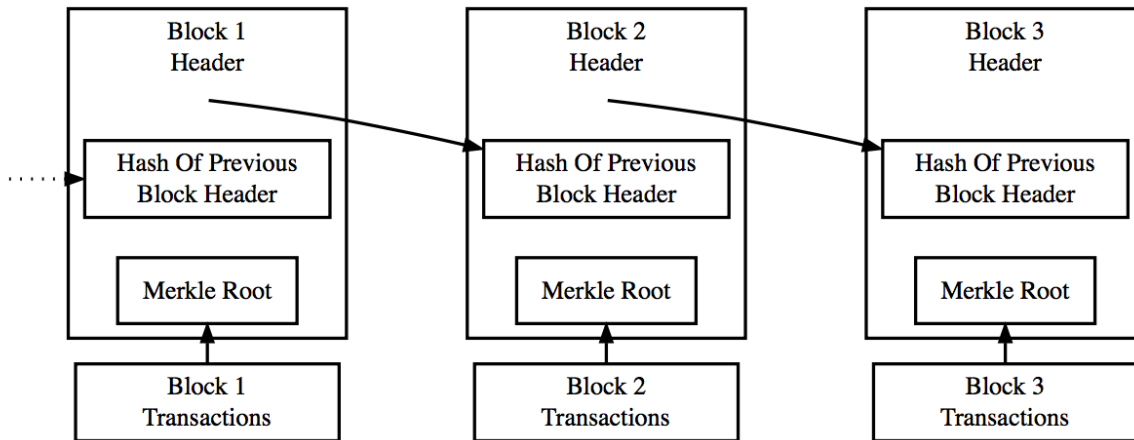 Block 1
Header
Hash Of Previous
Block Header
Merkle Root
Block 1
Transactions
Block 2
Header
Hash Of Previous
Block Header
Merkle Root
Block 2
Transactions
Block 3
Header
Hash Of Previous
Block Header
Merkle Root
Block 3
Transactions